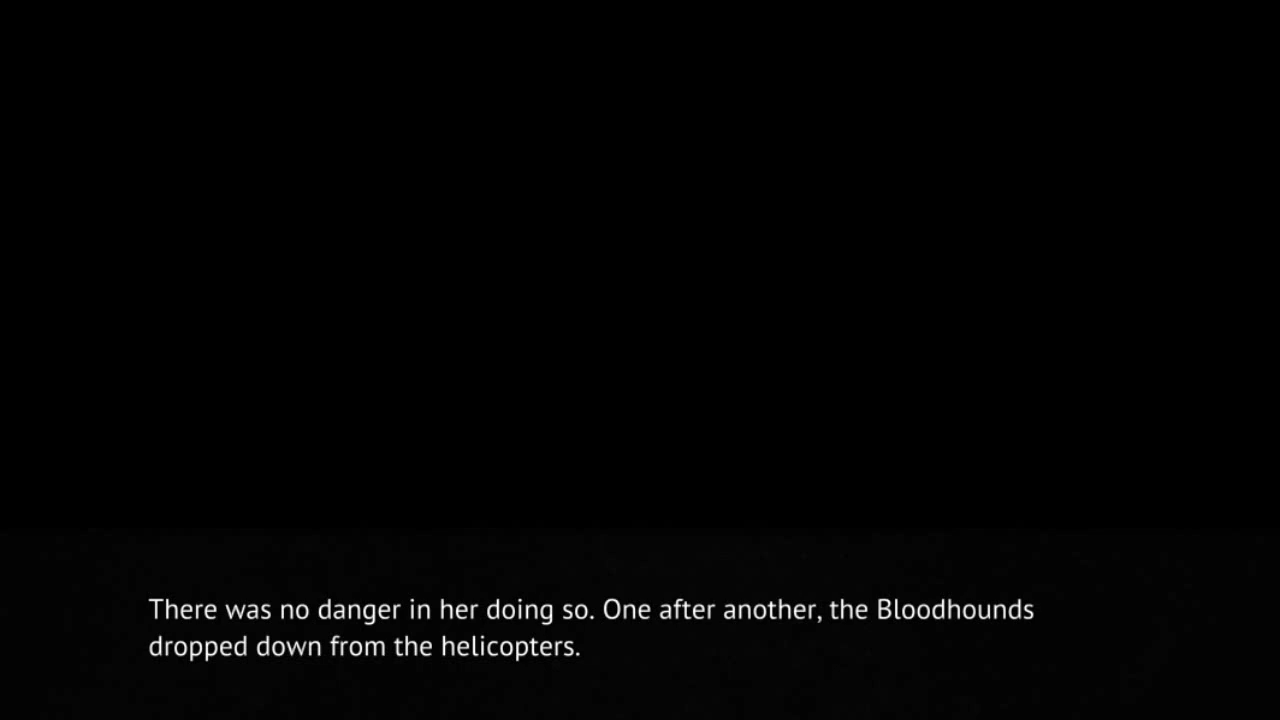 There was no danger in her doing so. One after another, the Bloodhounds
dropped down from the helicopters.